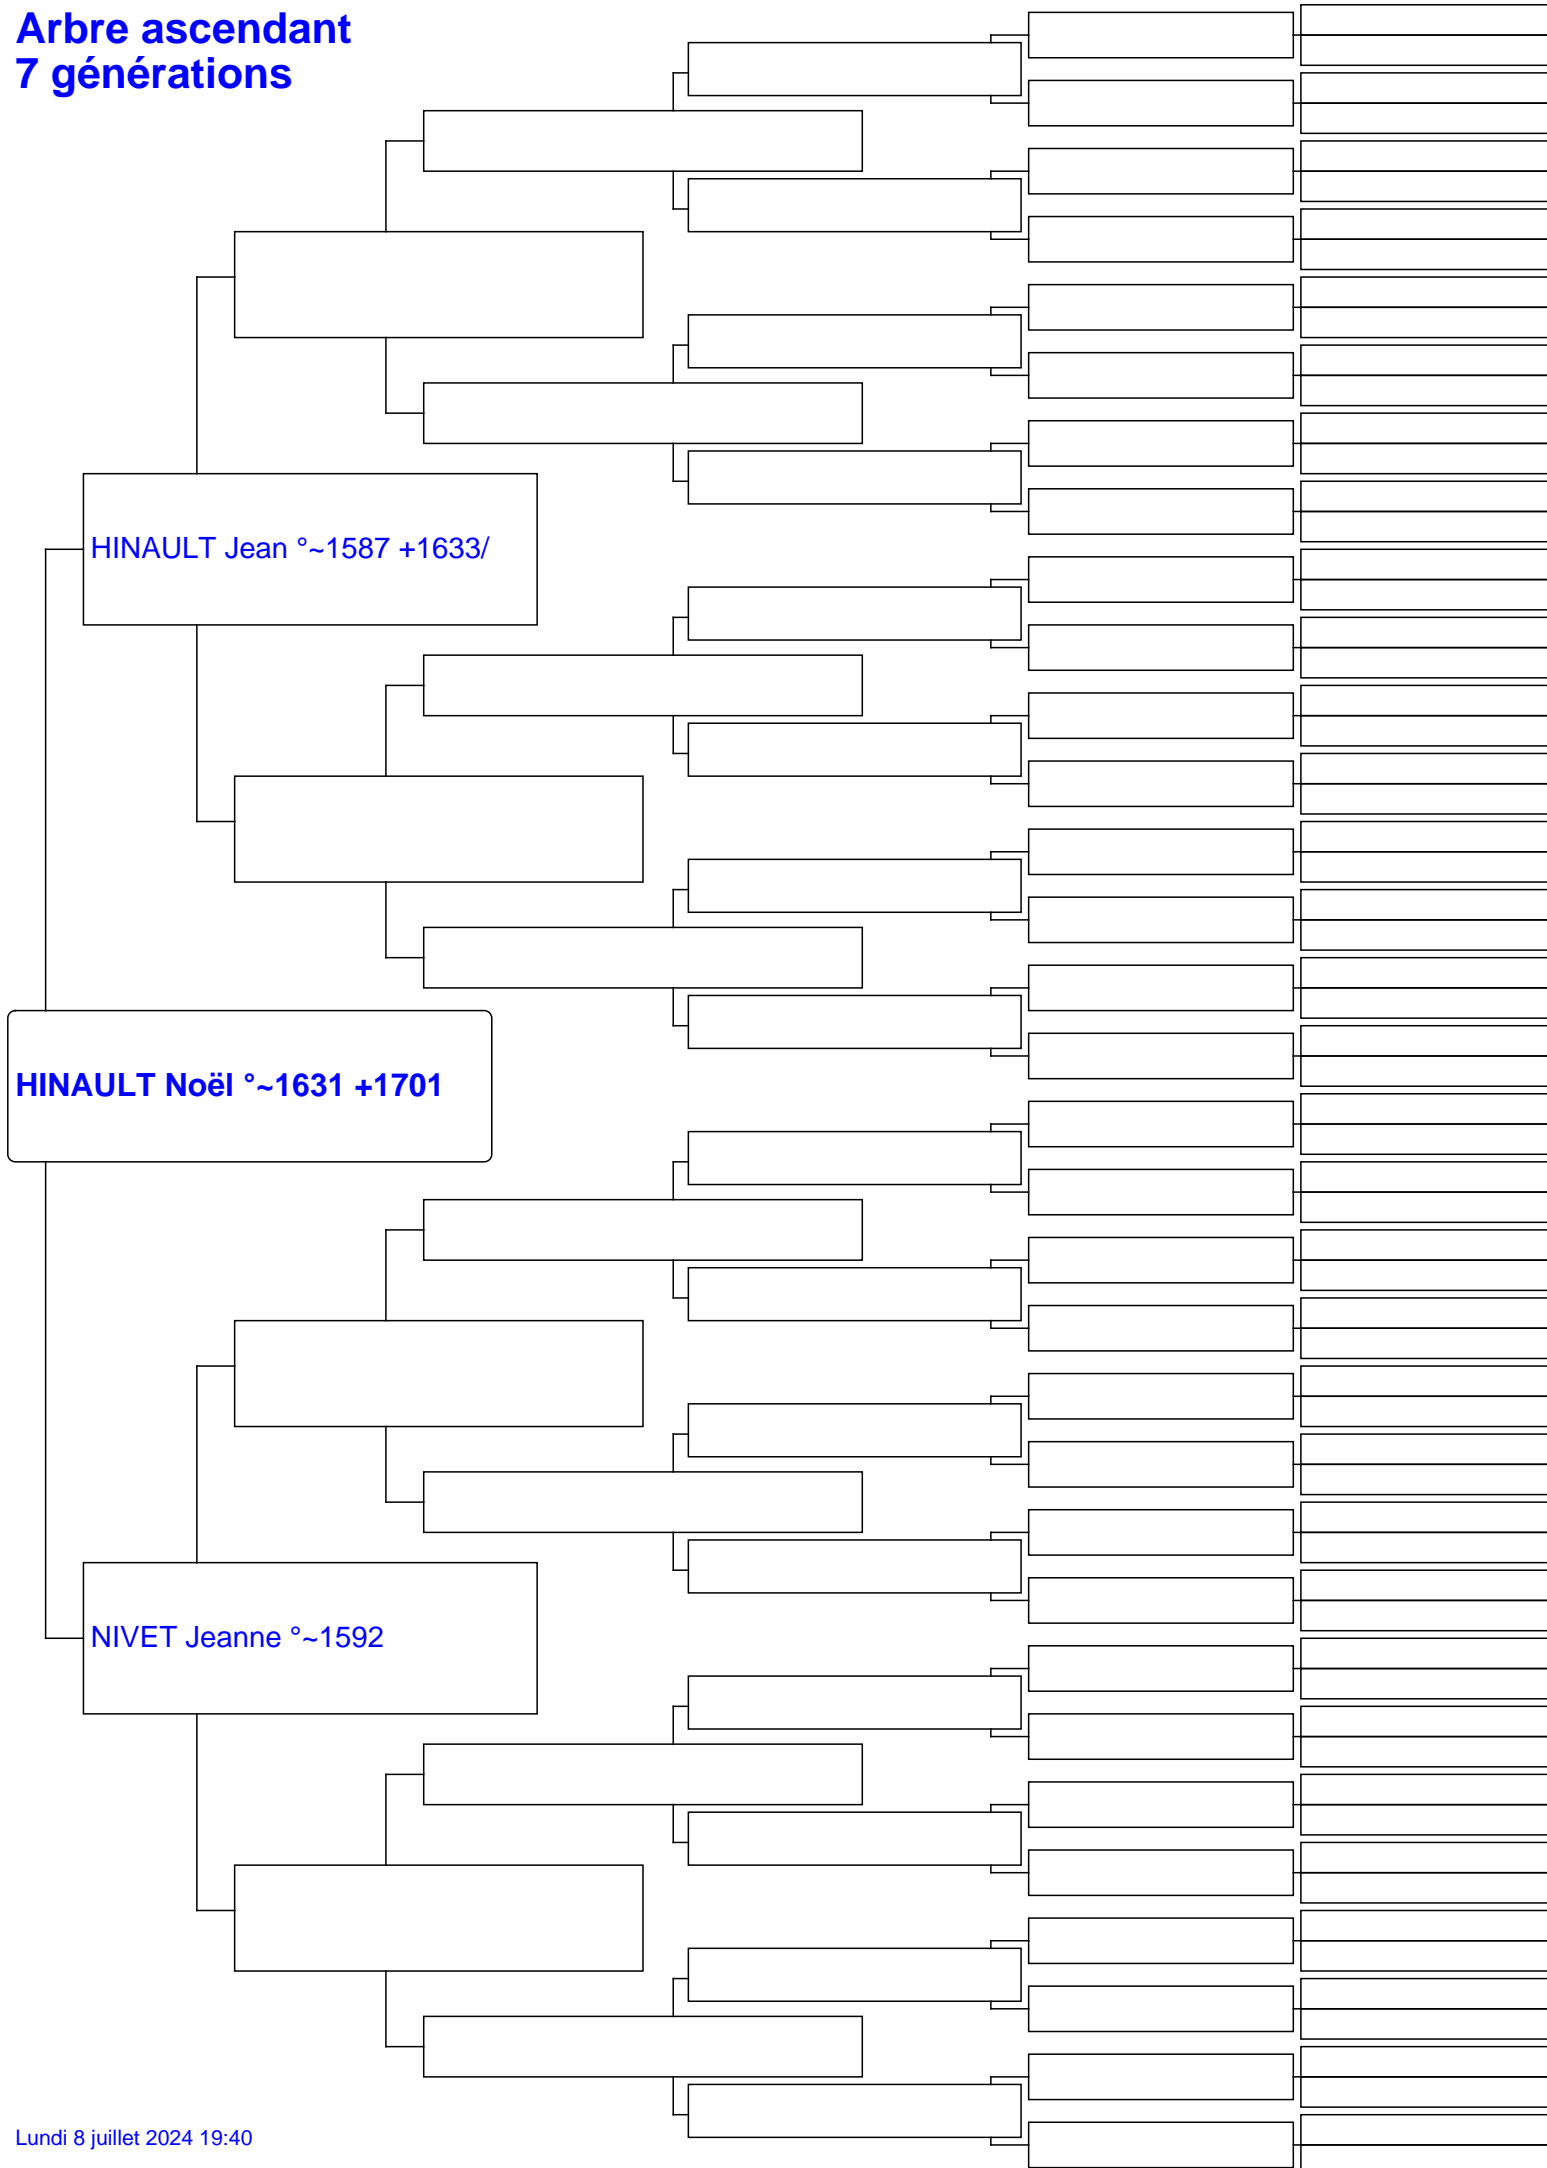 Arbre ascendant
7 générations
HINAULT Jean °~1587 +1633/
HINAULT Noël °~1631 +1701
NIVET Jeanne °~1592
Lundi 8 juillet 2024 19:40